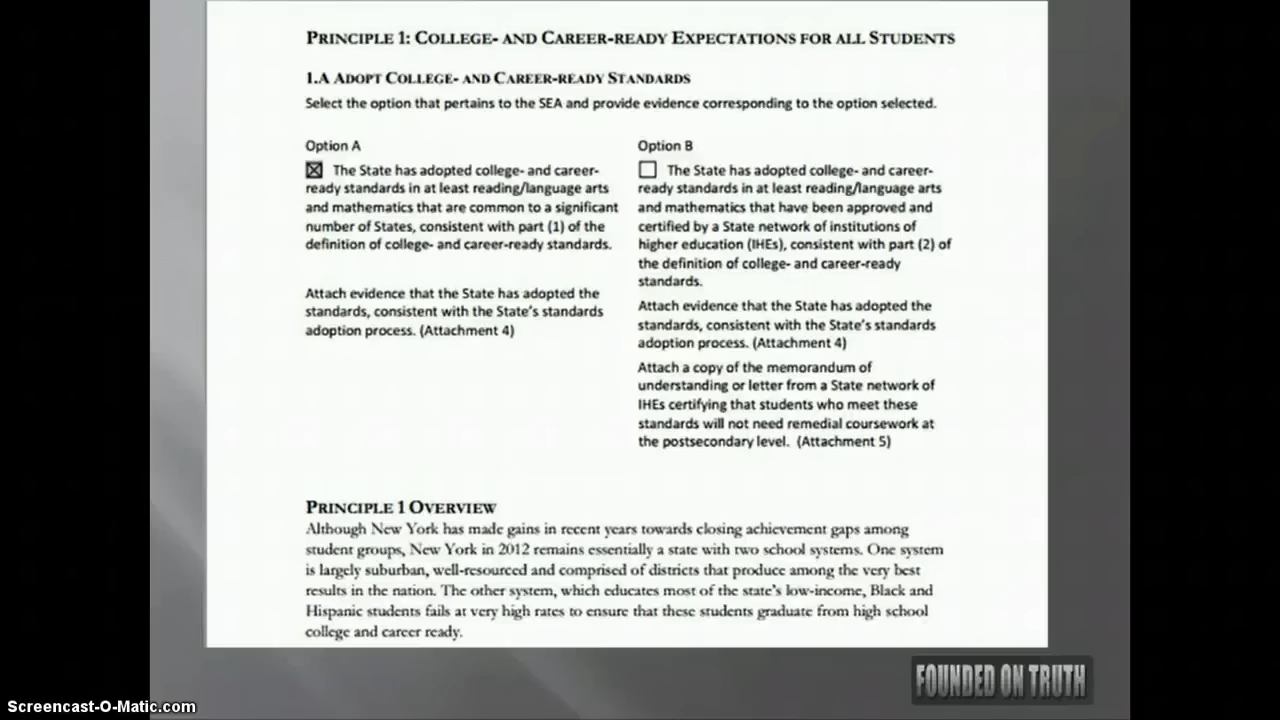 PRINCIPLE 1: COLLEGE- AND CAREER-READY EXPECTATIONS FOR ALL STUDENTS
1.A ADOPT COLLEGE- AND CAREER-READY STANDARDS
Select the option that pertains to the SEA and provide evidence corresponding to the option selected.
Option A
The State has adopted college- and career-
ready standards in at least reading/language arts
and mathematics that are common to a significant
number of States, consistent with part (1) of the
definition of college- and career-ready standards.
Attach evidence that the State has adopted the
standards, consistent with the State's standards
adoption process. (Attachment 4)
Option B
The State has adopted college- and career-
ready standards in at least reading/language arts
and mathematics that have been approved and
certified by a State network of institutions of
higher education (IHEs), consistent with part (2) of
the definition of college- and career-ready
standards.
Attach evidence that the State has adopted the
standards, consistent with the State's standards
adoption process. (Attachment 4)
Attach a copy of the memorandum of
understanding or letter from a State network of
IHEs certifying that students who meet these
standards will not need remedial coursework at
the postsecondary level. (Attachment 5)
PRINCIPLE 1 OVERVIEW
Although New York has made gains in recent years towards closing achievement gaps among
student groups, New York in 2012 remains essentially a state with two school systems. One system
is largely suburban, well-resourced and comprised of districts that produce among the very best
results in the nation. The other system, which educates most of the state's low-income, Black and
Hispanic students fails at very high rates to ensure that these students graduate from high school
college and career ready.
FOUNDED ON TRUTH
Screencast-O-Matic.com